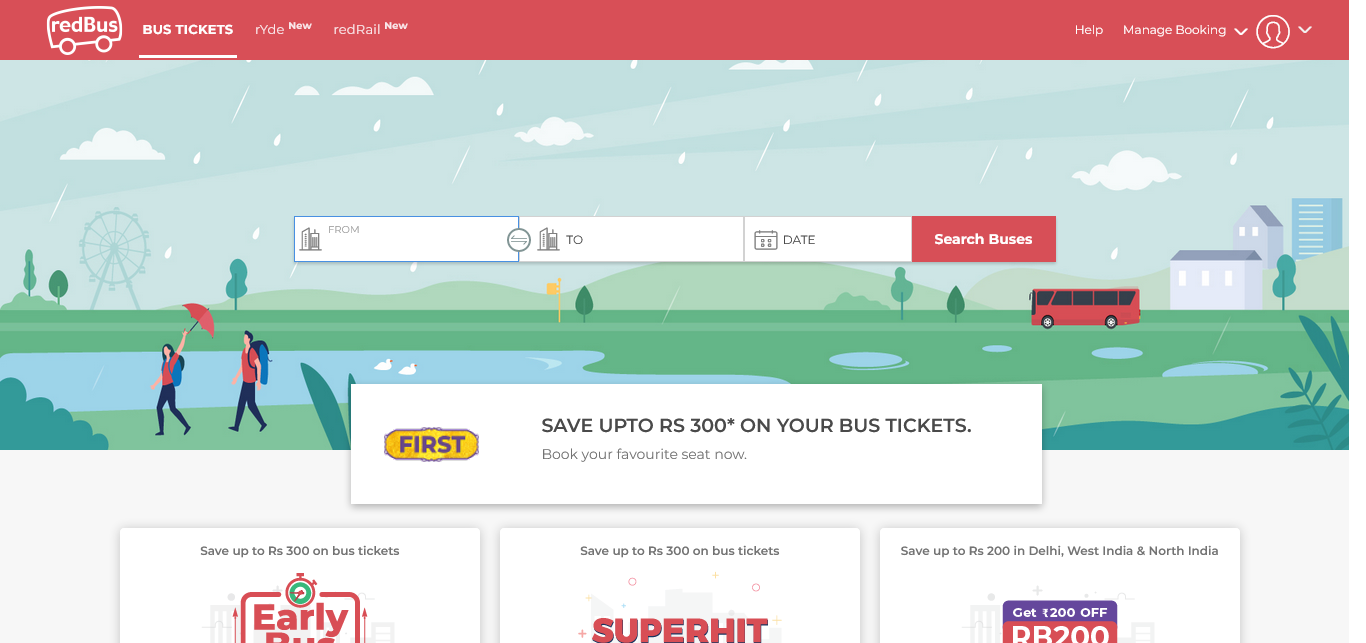 redBus
BUS TICKETS
rYde New
redRail New
Help
Manage Booking
FROM
TO
DATE
Search Buses
FIRST
SAVE UPTO RS 300* ON YOUR BUS TICKETS.
Book your favourite seat now.
Save up to Rs 300 on bus tickets
Early
Bus
Save up to Rs 300 on bus tickets
SUPERHIT
Save up to Rs 200 in Delhi, West India & North India
Get ₹200 OFF
RB200